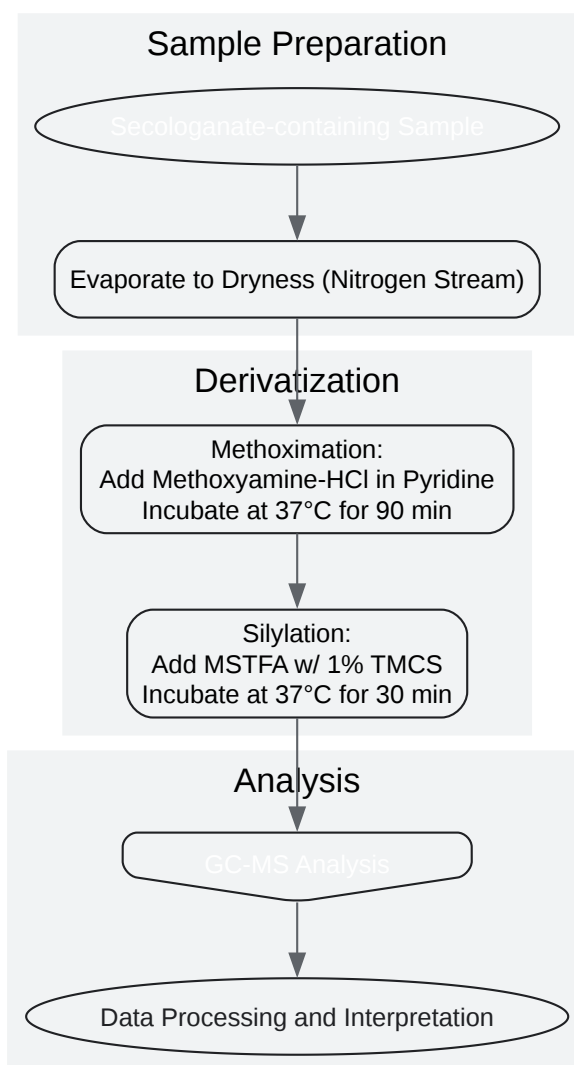 Sample Preparation
Secologanate-containing Sample
Evaporate to Dryness (Nitrogen Stream)
Derivatization
Methoximation:
Add Methoxyamine-HCl in Pyridine
Incubate at 37°C for 90 min
Silylation:
Add MSTFA w/ 1% TMCS
Incubate at 37°C for 30 min
Analysis
GC-MS Analysis
Data Processing and Interpretation